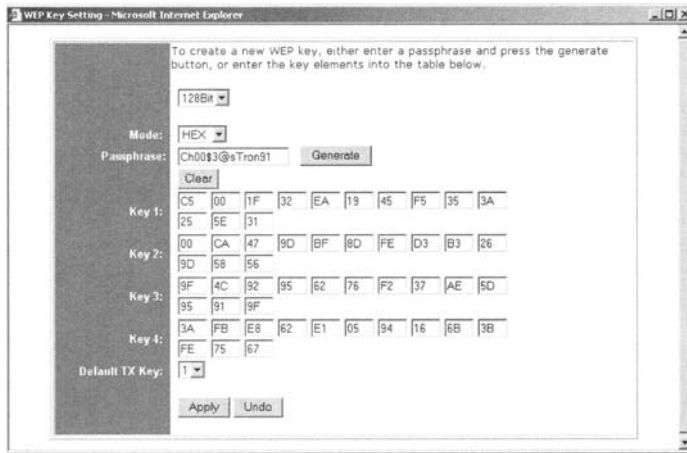 WEP Key Setting - Microsoft Internet Explorer
To create a new WEP key, either enter a passphrase and press the generate
button, or enter the key elements into the table below.
128Bit
Mode: HEX
Passphrase: Ch00$3@sTron91 Generate
Clear
Key 1: C5 00 1F 32 EA 19 45 F5 35 3A
25 5E 31
Key 2: 00 CA 47 9D BF 8D FE D3 B3 26
9D 58 56
Key 3: 9F 4C 92 95 62 76 F2 37 AE 5D
95 91 9F
Key 4: 3A FB E8 62 E1 05 94 16 6B 3B
FE 75 67
Default TX Key: 1
Apply Undo